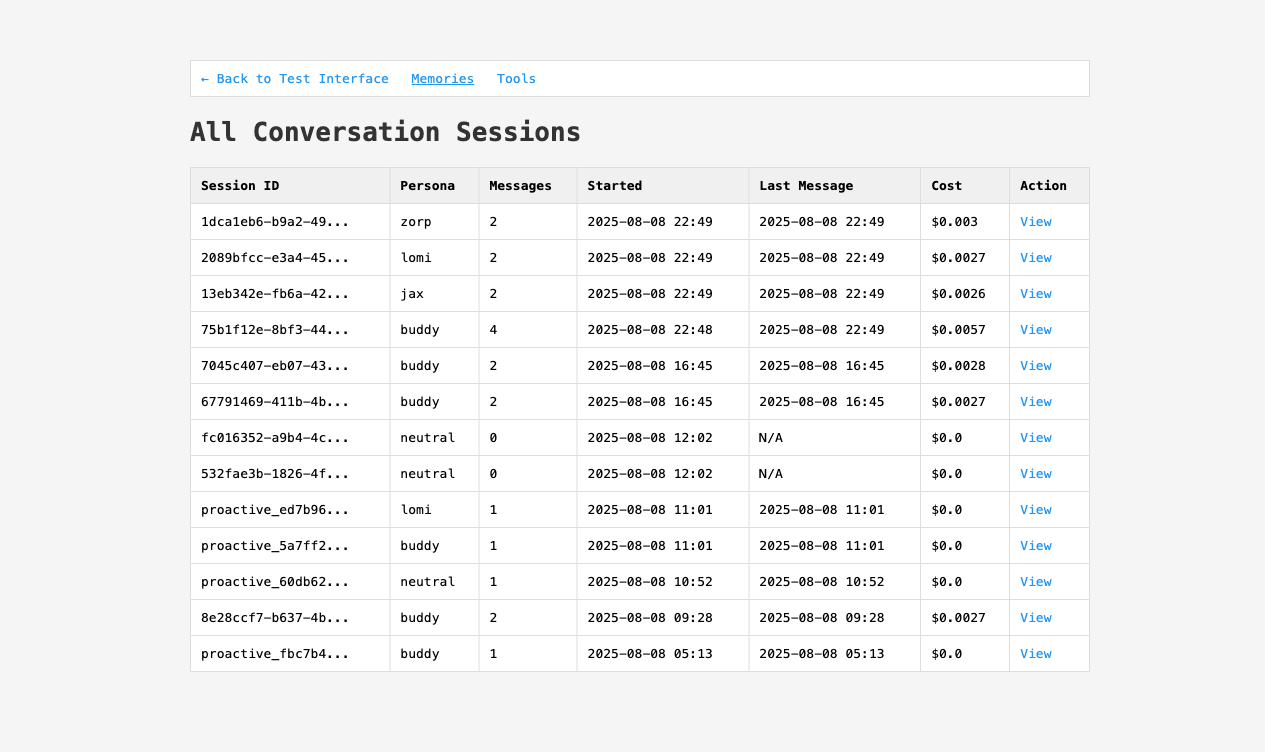 ← Back to Test Interface Memories Tools
All Conversation Sessions
Session ID Persona Messages Started Last Message Cost Action
1dca1eb6-b9a2-49... zorp 2 2025-08-08 22:49 2025-08-08 22:49 $0.003 View
2089bfcc-e3a4-45... lomi 2 2025-08-08 22:49 2025-08-08 22:49 $0.0027 View
13eb342e-fb6a-42... jax 2 2025-08-08 22:49 2025-08-08 22:49 $0.0026 View
75b1f12e-8bf3-44... buddy 4 2025-08-08 22:48 2025-08-08 22:49 $0.0057 View
7045c407-eb07-43... buddy 2 2025-08-08 16:45 2025-08-08 16:45 $0.0028 View
67791469-411b-4b... buddy 2 2025-08-08 16:45 2025-08-08 16:45 $0.0027 View
fc016352-a9b4-4c... neutral 0 2025-08-08 12:02 N/A $0.0 View
532fae3b-1826-4f... neutral 0 2025-08-08 12:02 N/A $0.0 View
proactive_ed7b96... lomi 1 2025-08-08 11:01 2025-08-08 11:01 $0.0 View
proactive_5a7ff2... buddy 1 2025-08-08 11:01 2025-08-08 11:01 $0.0 View
proactive_60db62... neutral 1 2025-08-08 10:52 2025-08-08 10:52 $0.0 View
8e28ccf7-b637-4b... buddy 2 2025-08-08 09:28 2025-08-08 09:28 $0.0027 View
proactive_fbc7b4... buddy 1 2025-08-08 05:13 2025-08-08 05:13 $0.0 View